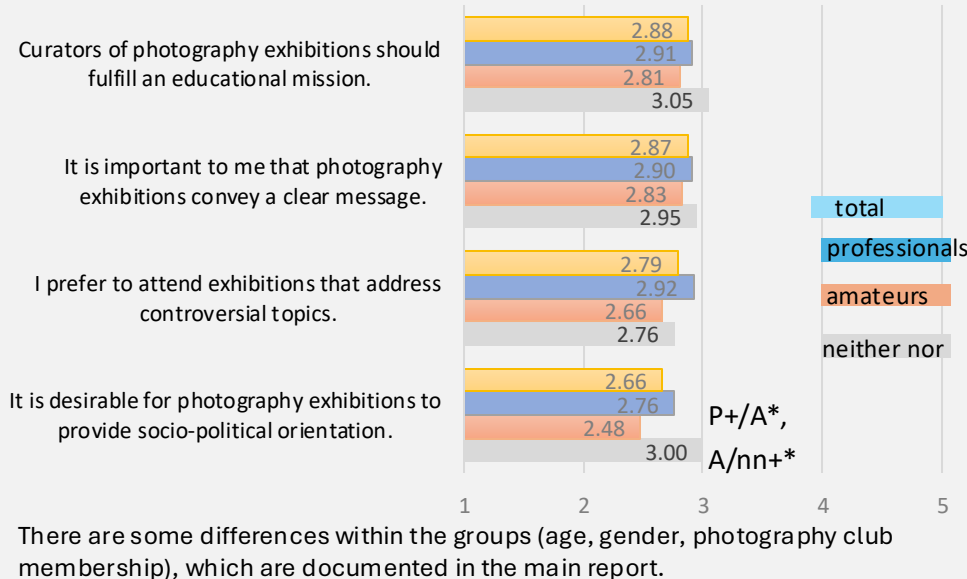 Curators of photography exhibitions should
fulfill an educational mission.
2.88
2.91
2.81
3.05
It is important to me that photography
exhibitions convey a clear message.
2.87
2.90
2.83
2.95
I prefer to attend exhibitions that address
controversial topics.
2.79
2.92
2.66
2.76
It is desirable for photography exhibitions to
provide socio-political orientation.
2.66
2.76
2.48
3.00
P+/A*,
A/nn+*
total
professionals
amateurs
neither nor
1 2 3 4 5
There are some differences within the groups (age, gender, photography club
membership), which are documented in the main report.